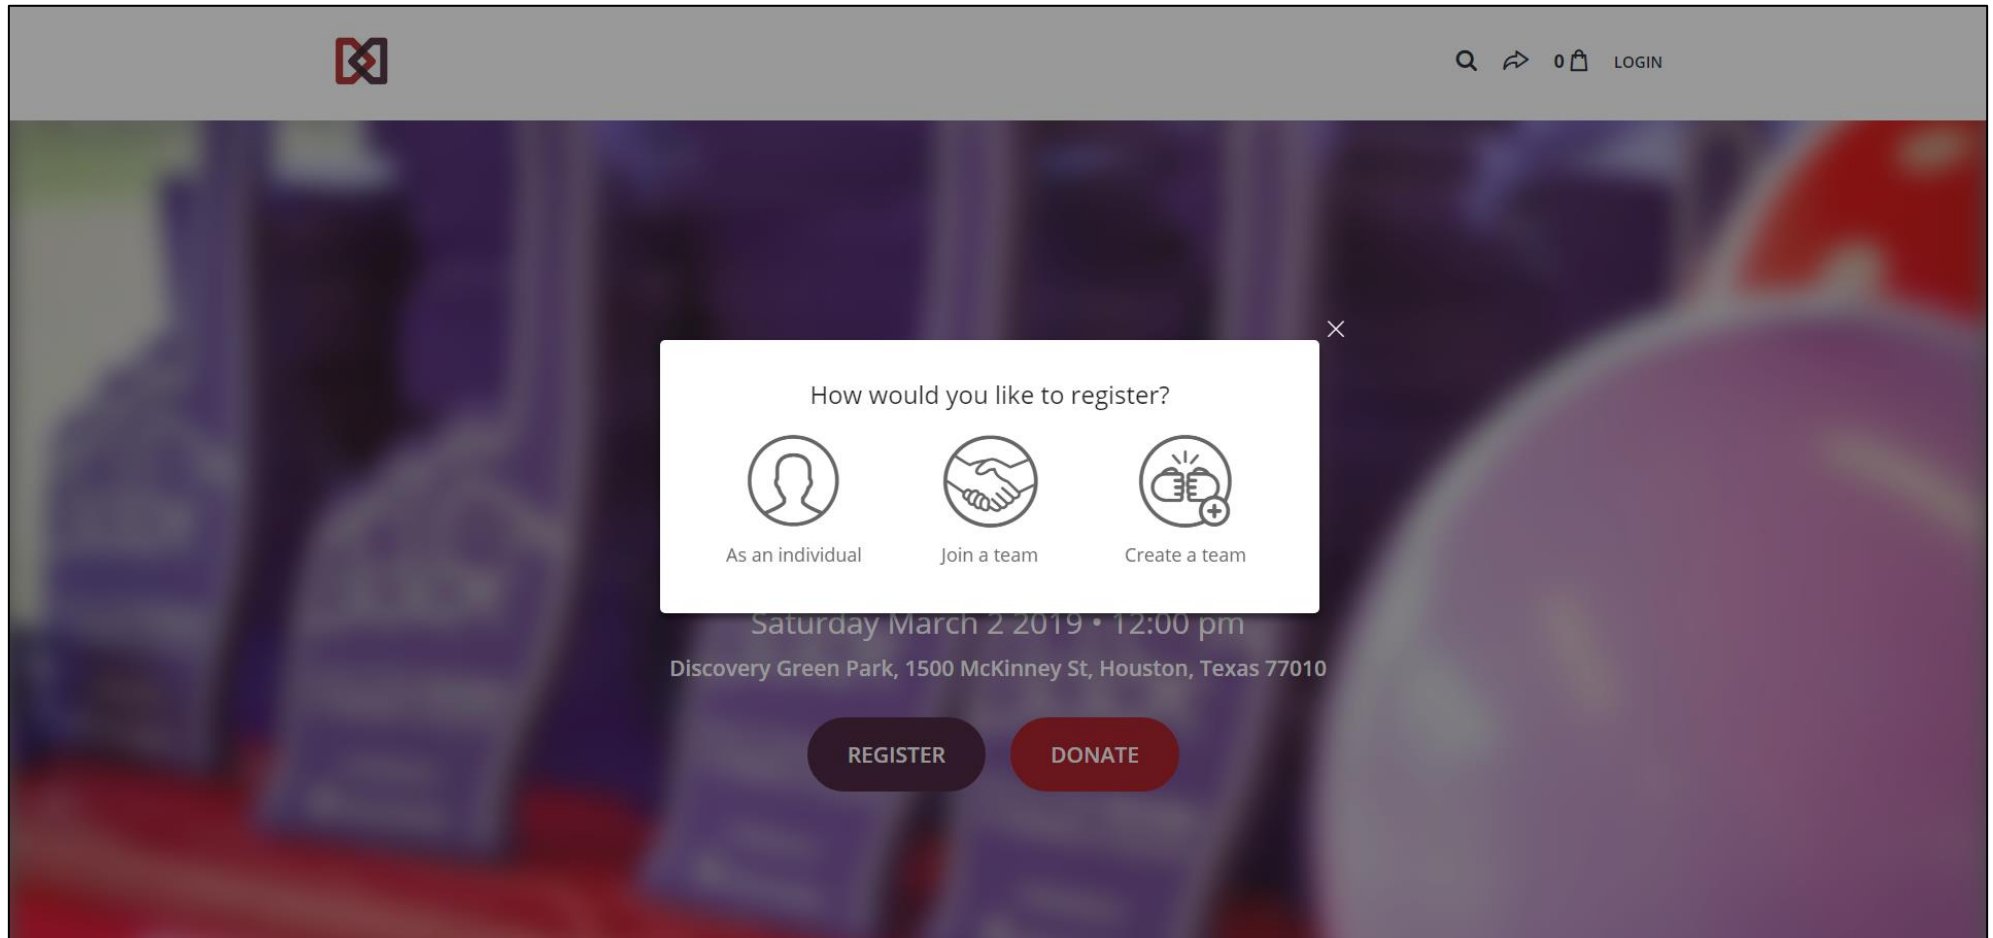 0 LOGIN
How would you like to register?
As an individual Join a team Create a team
Saturday March 2 2019 • 12:00 pm
Discovery Green Park, 1500 McKinney St, Houston, Texas 77010
REGISTER DONATE